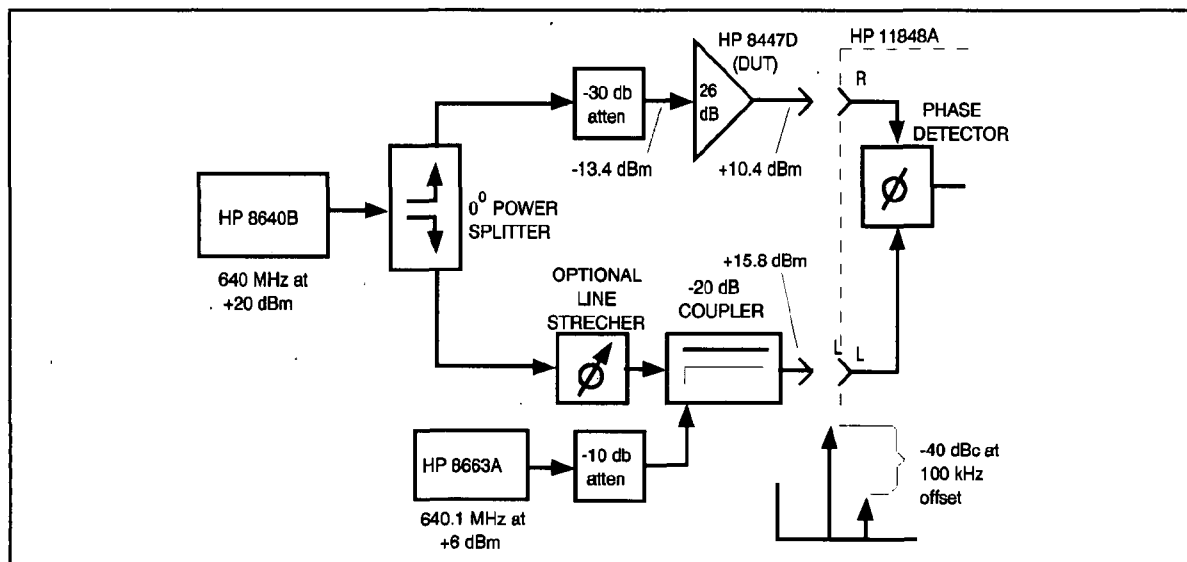 HP 8447D
(DUT)
HP 11848A
-30 db
atten
26
dB
R
PHASE
DETECTOR
-13.4 dBm
+10.4 dBm
Ø
HP 8640B
0⁰ POWER
SPLITTER
640 MHz at
+20 dBm
OPTIONAL
LINE
STRECHER
-20 dB
COUPLER
+15.8 dBm
L
L
Ø
HP 8663A
-10 db
atten
640.1 MHz at
+6 dBm
-40 dBc at
100 kHz
offset